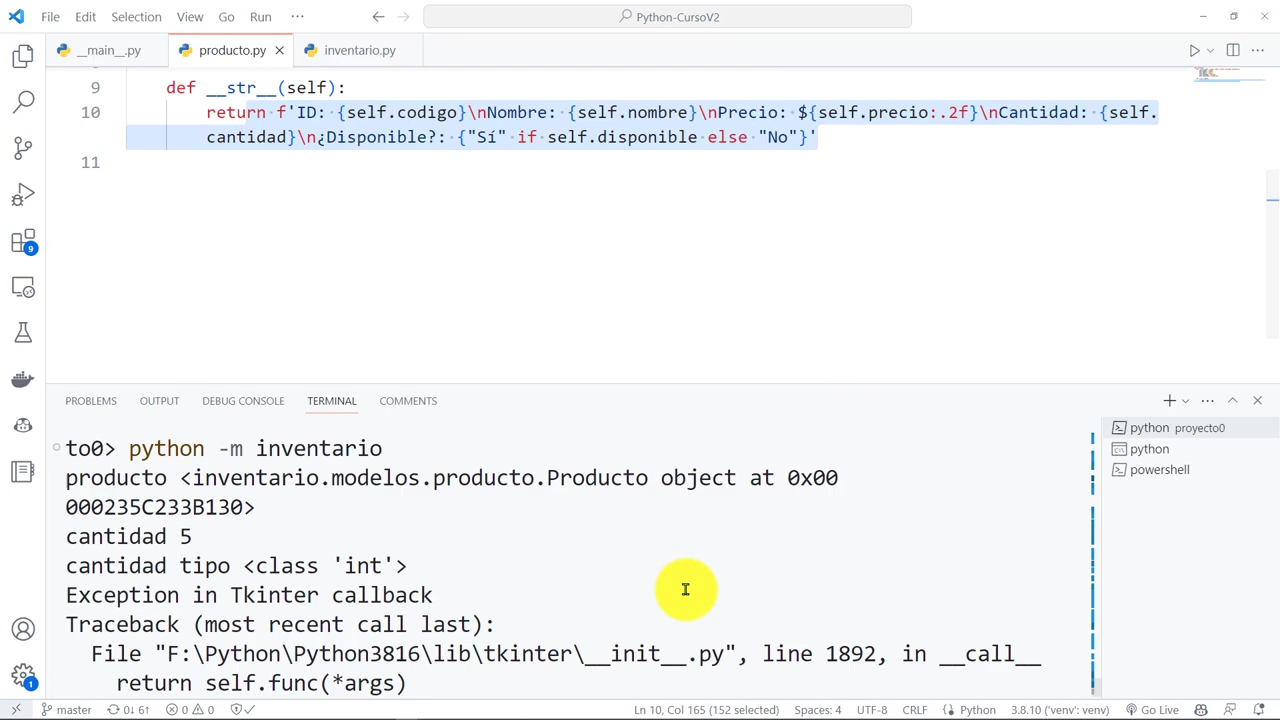 File Edit Selection View Go Run ··· Python-CursoV2
__main__.py producto.py inventario.py
9 def __str__(self):
10 return f'ID: {self.codigo}\nNombre: {self.nombre}\nPrecio: ${self.precio:.2f}\nCantidad: {self.
cantidad}\n¿Disponible?: {"Sí" if self.disponible else "No"}'
11
9
PROBLEMS OUTPUT DEBUG CONSOLE TERMINAL COMMENTS
to0> python -m inventario
producto <inventario.modelos.producto.Producto object at 0x00
000235C233B130>
cantidad 5
cantidad tipo <class 'int'>
Exception in Tkinter callback
Traceback (most recent call last):
File "F:\Python\Python3816\lib\tkinter\__init__.py", line 1892, in __call__
return self.func(*args)
python proyecto0
python
powershell
1
master 0↓ 6↑ 0 0 Ln 10, Col 165 (152 selected) Spaces: 4 UTF-8 CRLF Python 3.8.10 ('venv': venv) Go Live